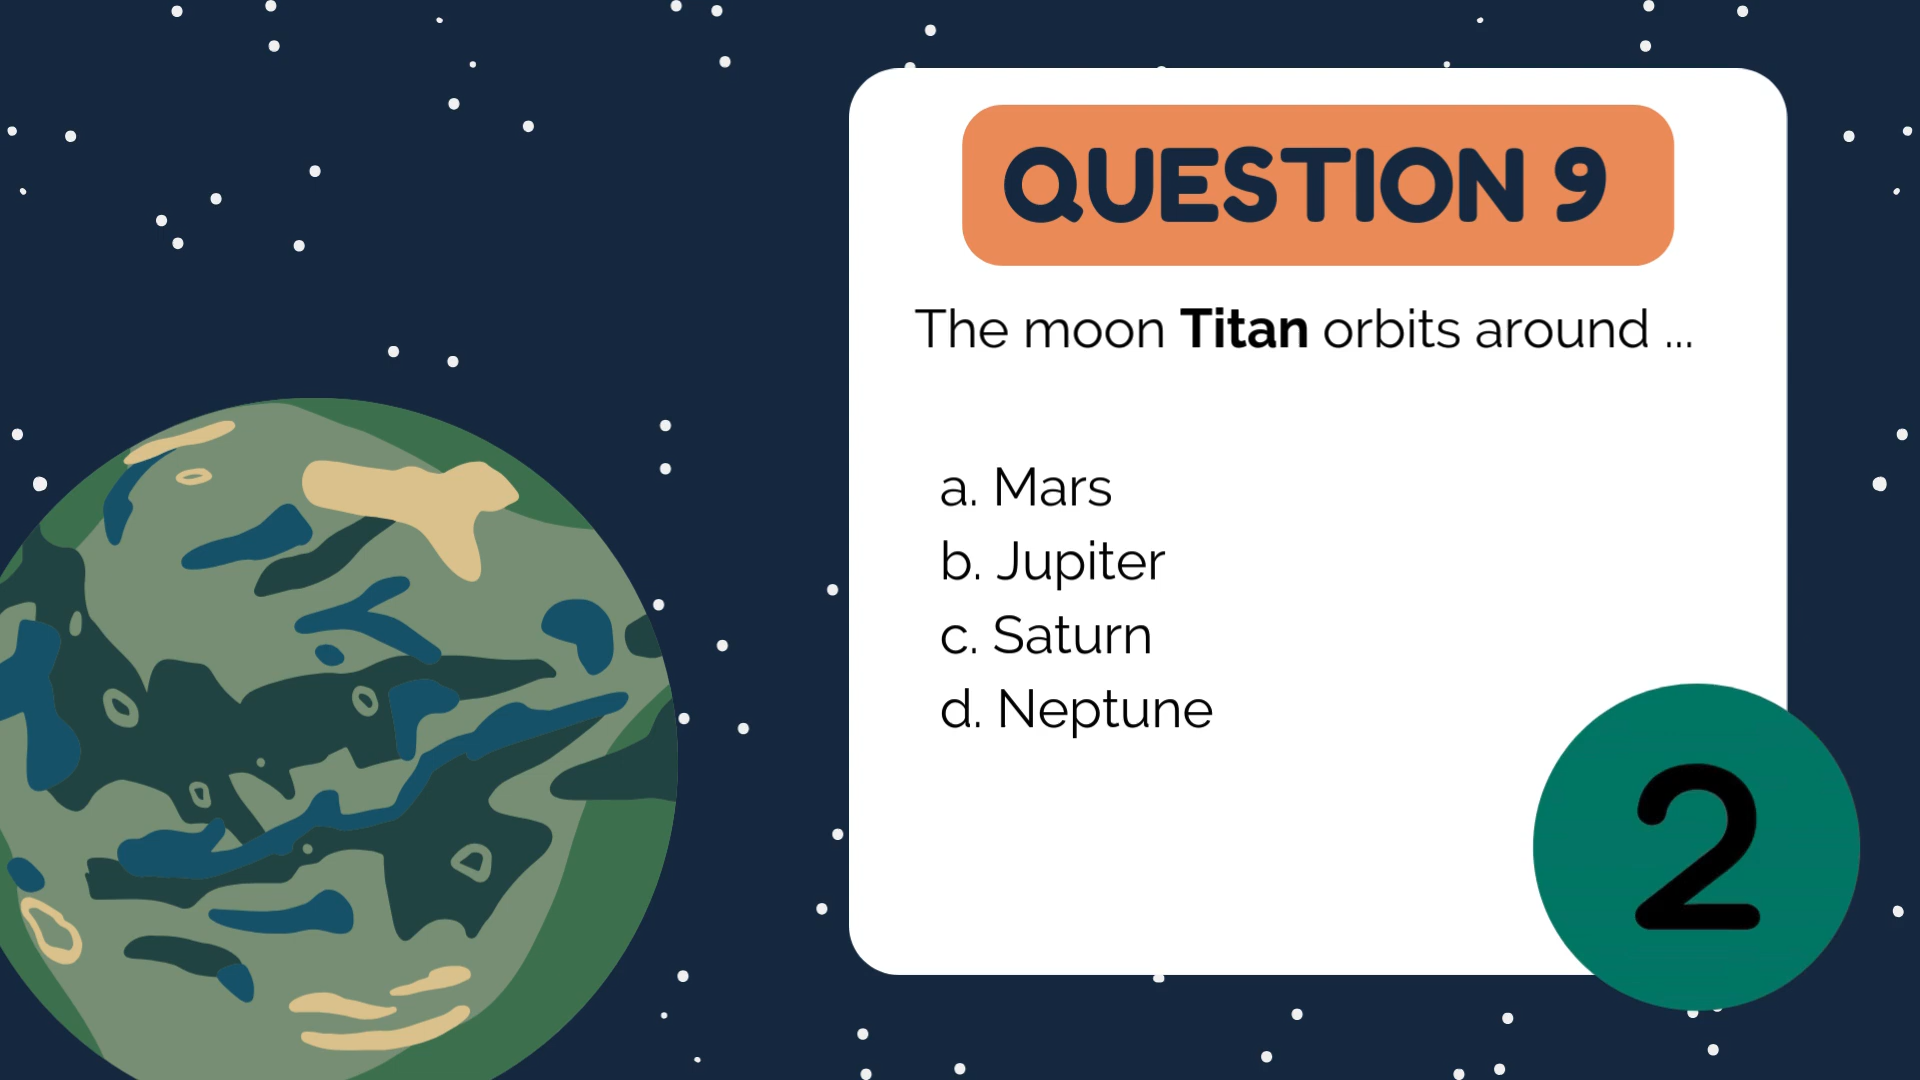 QUESTION 9
The moon Titan orbits around ...
a. Mars
b. Jupiter
c. Saturn
d. Neptune
2